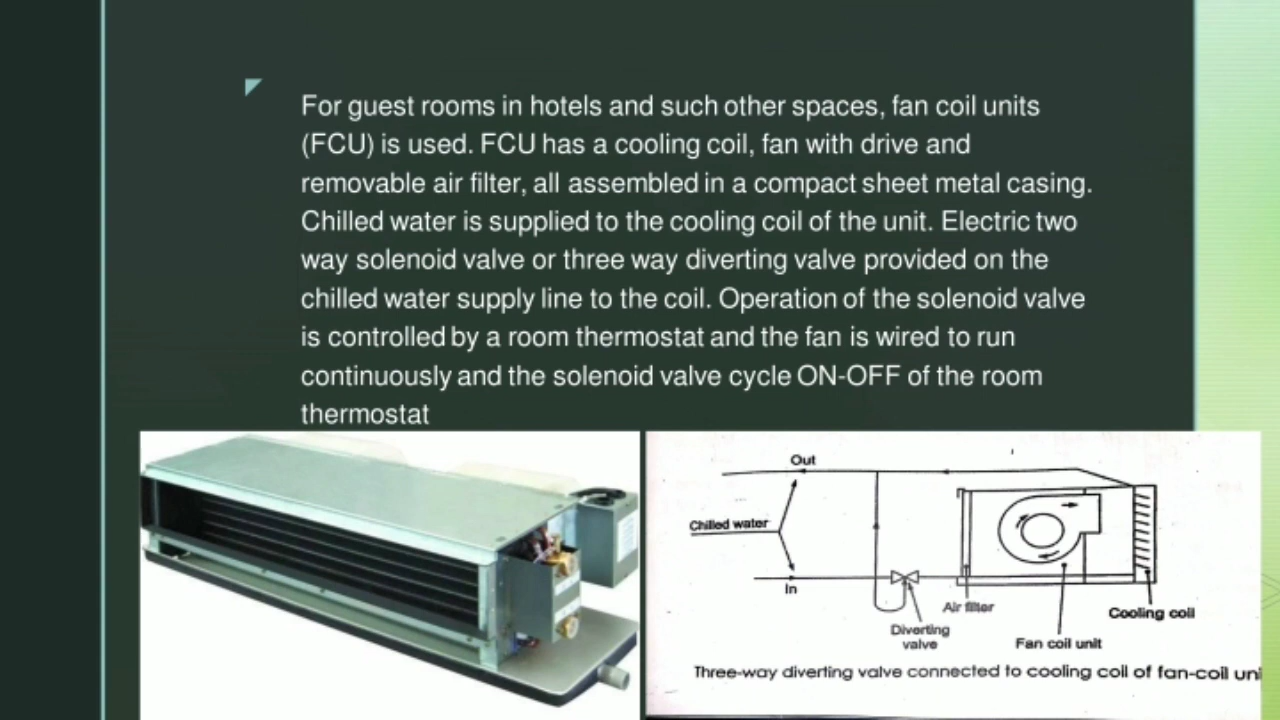 For guest rooms in hotels and such other spaces, fan coil units
(FCU) is used. FCU has a cooling coil, fan with drive and
removable air filter, all assembled in a compact sheet metal casing.
Chilled water is supplied to the cooling coil of the unit. Electric two
way solenoid valve or three way diverting valve provided on the
chilled water supply line to the coil. Operation of the solenoid valve
is controlled by a room thermostat and the fan is wired to run
continuously and the solenoid valve cycle ON-OFF of the room
thermostat
Out
Chilled water
In
Air filter
Diverting
valve
Fan coil unit
Cooling coil
Three-way diverting valve connected to cooling coil of fan-coil uni